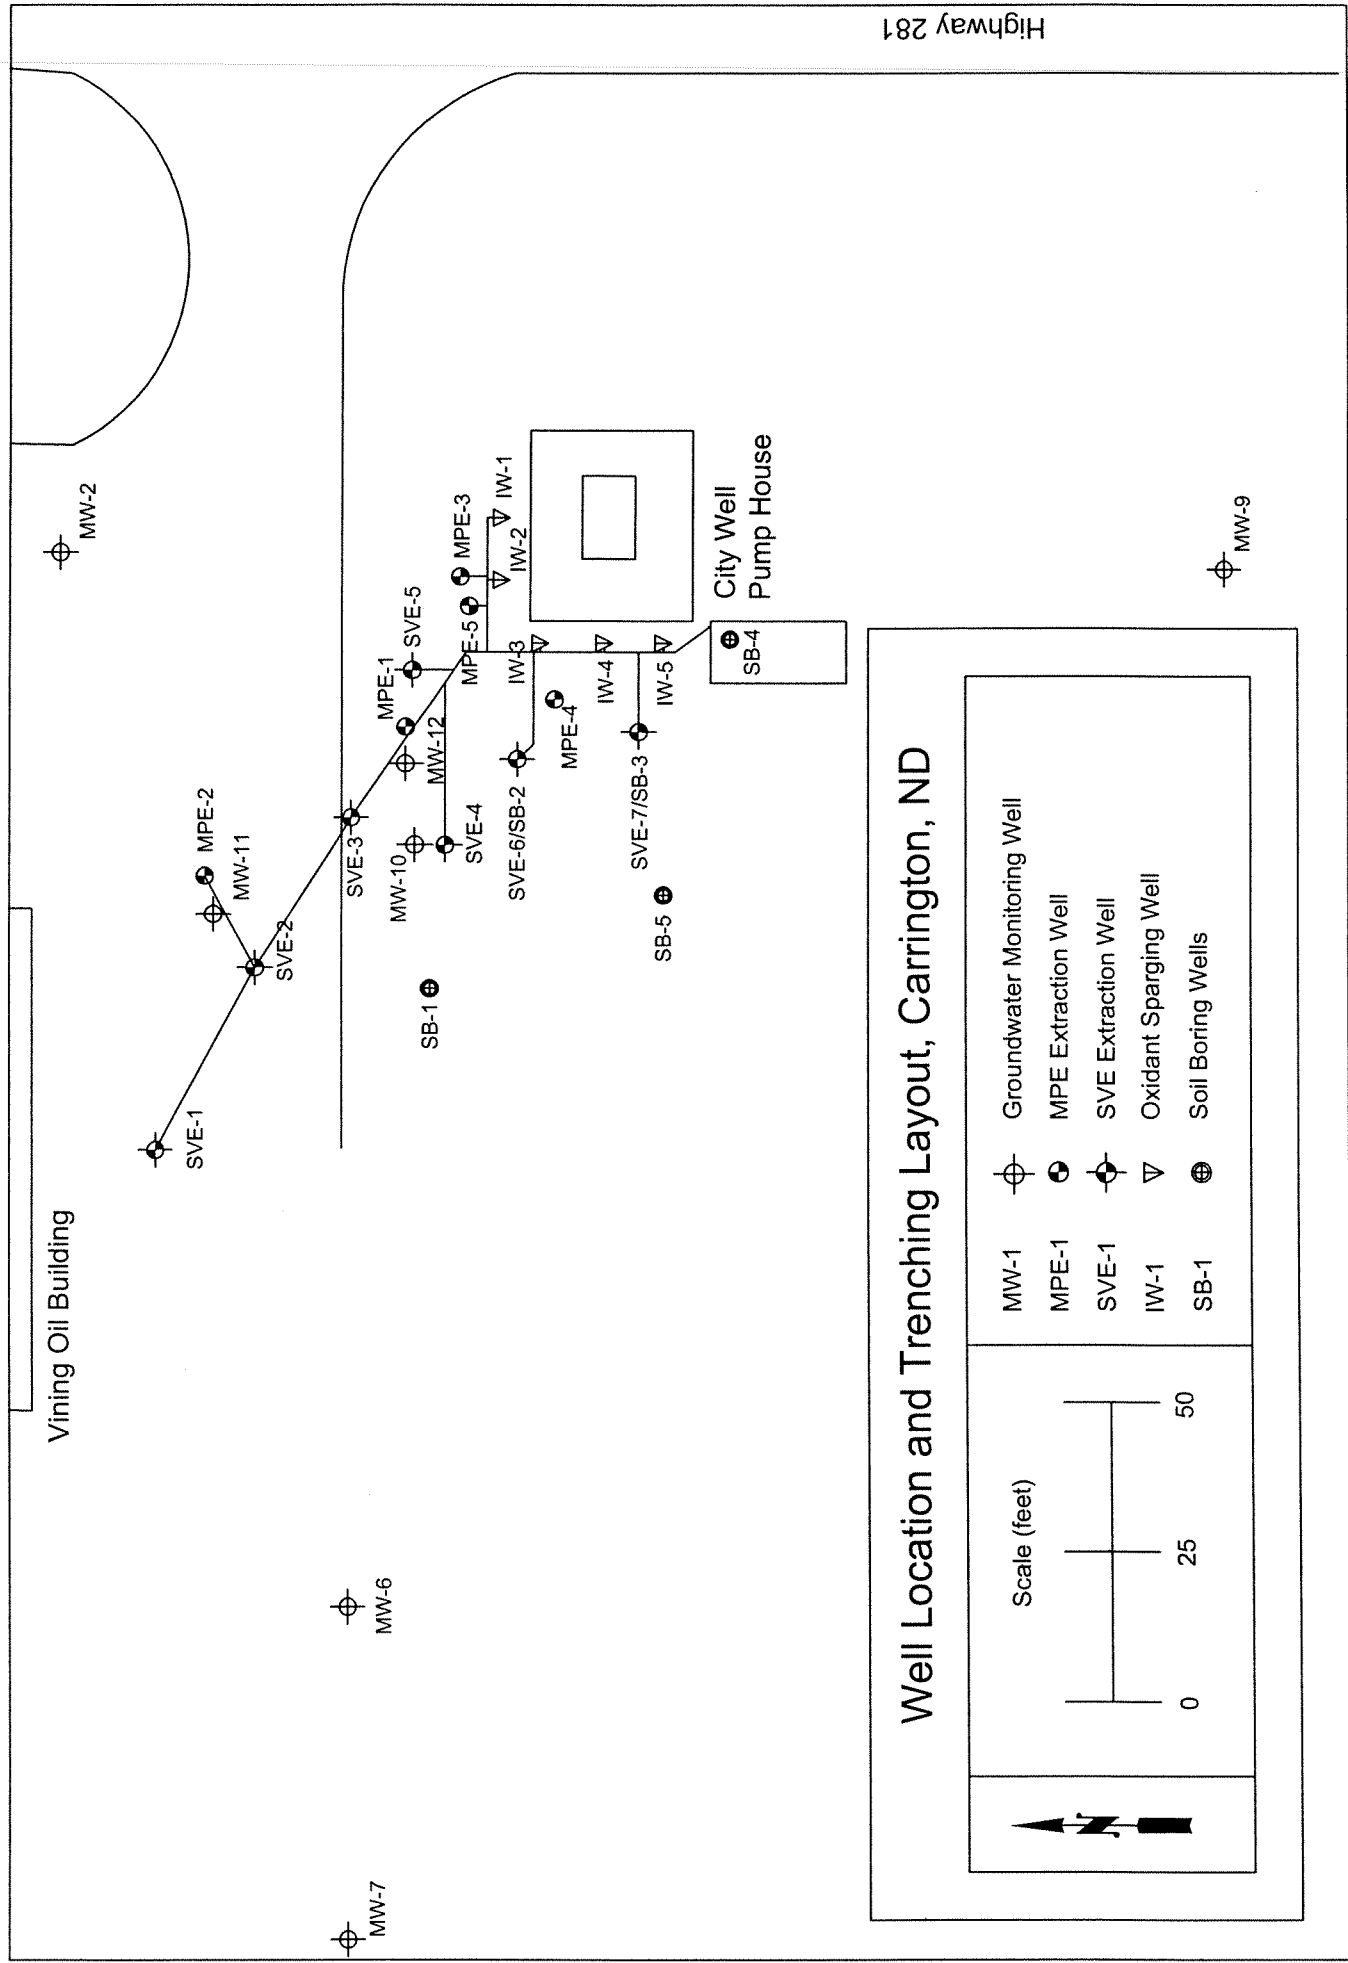 Highway 281
Vining Oil Building
MW-2
MPE-2
MW-11
SVE-1
SVE-2
SVE-3
MPE-1
SVE-5
MPE-3
IW-1
IW-2
MPE-5
MW-12
MW-10
SVE-4
SB-1
MW-6
MW-7
IW-3
SVE-6/SB-2
MPE-4
IW-4
SVE-7/SB-3
IW-5
SB-5
SB-4
City Well
Pump House
MW-9
Well Location and Trenching Layout, Carrington, ND
N
Scale (feet)
0 25 50
MW-1 Groundwater Monitoring Well
MPE-1 MPE Extraction Well
SVE-1 SVE Extraction Well
IW-1 Oxidant Sparging Well
SB-1 Soil Boring Wells